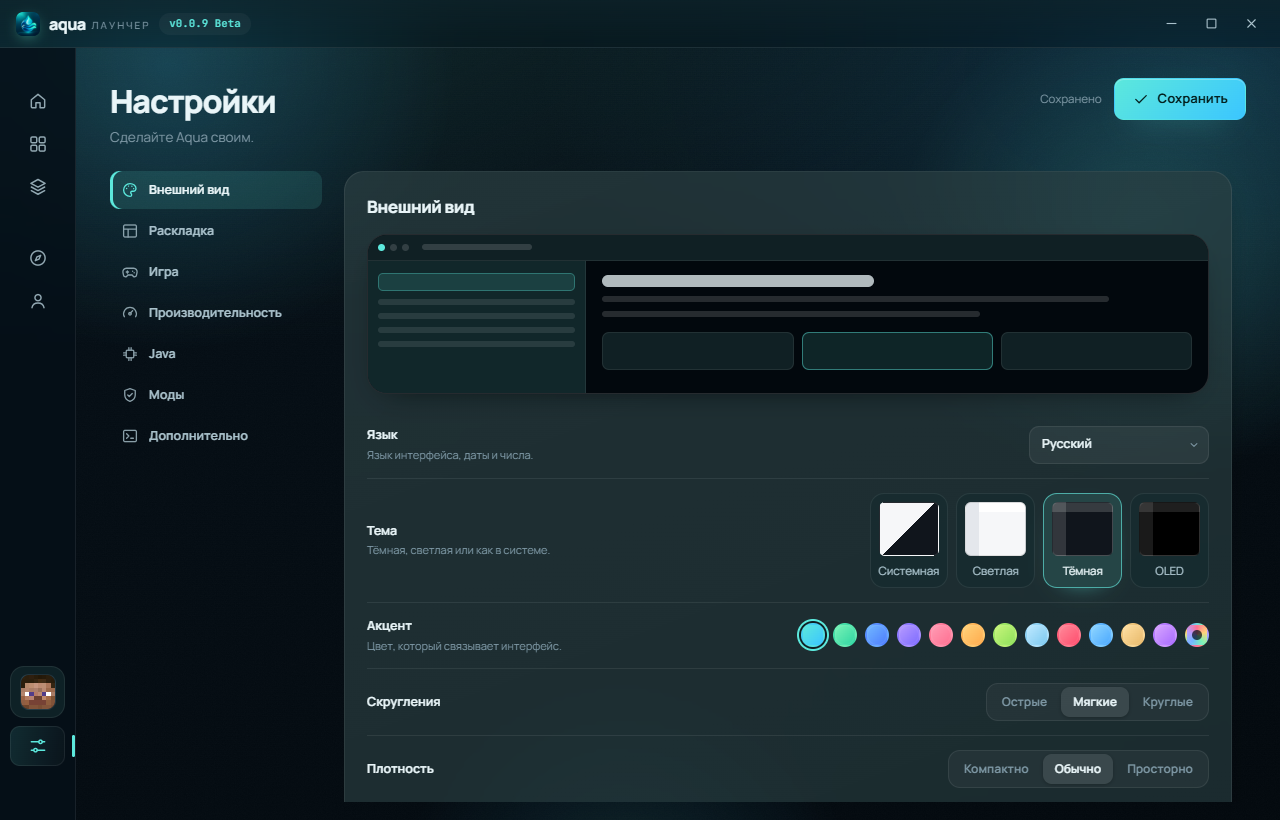 aqua ЛАУНЧЕР v0.0.9 Beta
Настройки
Сделайте Aqua своим.
Сохранено
Сохранить
Внешний вид
Раскладка
Игра
Производительность
Java
Моды
Дополнительно
Внешний вид
Язык
Язык интерфейса, даты и числа.
Русский
Тема
Тёмная, светлая или как в системе.
Системная
Светлая
Тёмная
OLED
Акцент
Цвет, который связывает интерфейс.
Скругления
Острые
Мягкие
Круглые
Плотность
Компактно
Обычно
Просторно